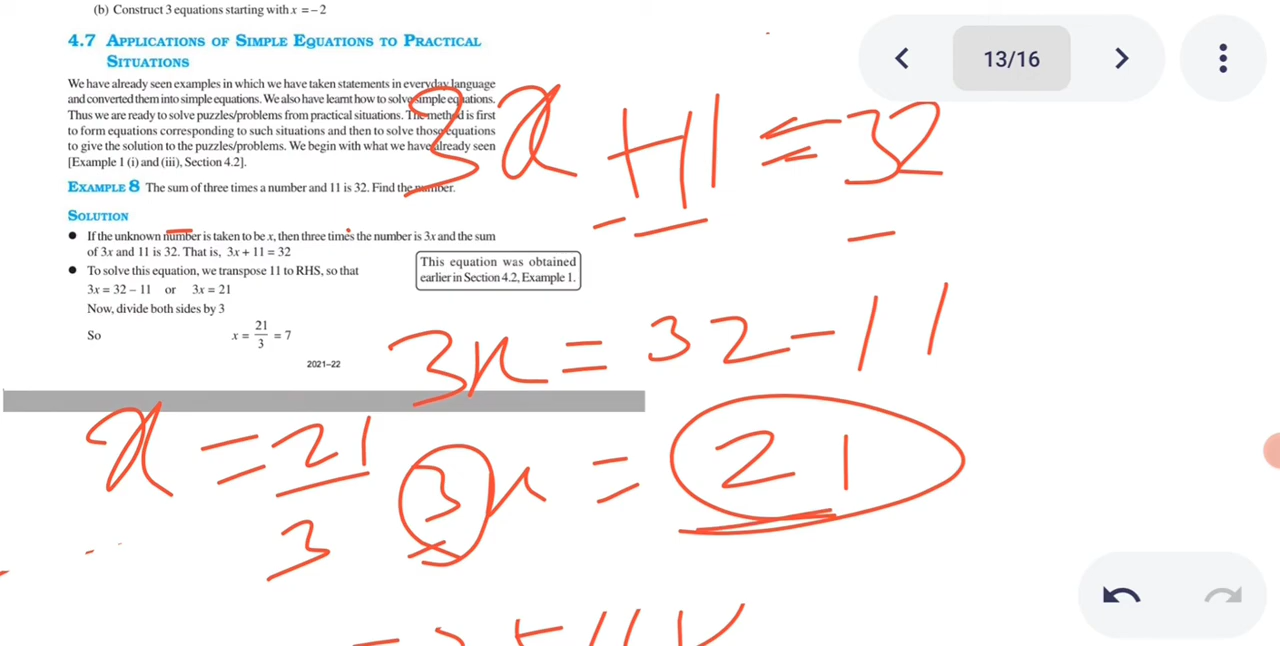 (b) Construct 3 equations starting with x = – 2
4.7 APPLICATIONS OF SIMPLE EQUATIONS TO PRACTICAL
SITUATIONS
We have already seen examples in which we have taken statements in everyday language
and converted them into simple equations. We also have learnt how to solve simple equations.
Thus we are ready to solve puzzles/problems from practical situations. The method is first
to form equations corresponding to such situations and then to solve those equations
to give the solution to the puzzles/problems. We begin with what we have already seen
[Example 1 (i) and (iii), Section 4.2].
EXAMPLE 8 The sum of three times a number and 11 is 32. Find the number.
SOLUTION
● If the unknown number is taken to be x, then three times the number is 3x and the sum
of 3x and 11 is 32. That is, 3x + 11 = 32
● To solve this equation, we transpose 11 to RHS, so that
3x = 32 – 11 or 3x = 21
Now, divide both sides by 3
So x = 21/3 = 7
This equation was obtained
earlier in Section 4.2, Example 1.
2021–22
13/16
3x + 11 = 32
3x = 32 - 11
3x = 21
x = 21/3